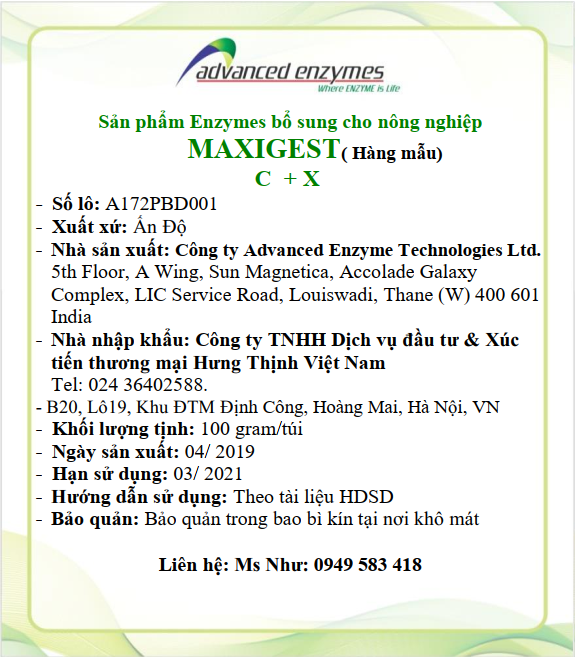 advanced enzymes
Where ENZYME is Life
Sản phẩm Enzymes bổ sung cho nông nghiệp
MAXIGEST ( Hàng mẫu)
C + X
- Số lô: A172PBD001
- Xuất xứ: Ấn Độ
- Nhà sản xuất: Công ty Advanced Enzyme Technologies Ltd.
5th Floor, A Wing, Sun Magnetica, Accolade Galaxy
Complex, LIC Service Road, Louiswadi, Thane (W) 400 601
India
- Nhà nhập khẩu: Công ty TNHH Dịch vụ đầu tư & Xúc
tiến thương mại Hưng Thịnh Việt Nam
Tel: 024 36402588.
- B20, Lô19, Khu ĐTM Định Công, Hoàng Mai, Hà Nội, VN
- Khối lượng tịnh: 100 gram/túi
- Ngày sản xuất: 04/ 2019
- Hạn sử dụng: 03/ 2021
- Hướng dẫn sử dụng: Theo tài liệu HDSD
- Bảo quản: Bảo quản trong bao bì kín tại nơi khô mát
Liên hệ: Ms Như: 0949 583 418